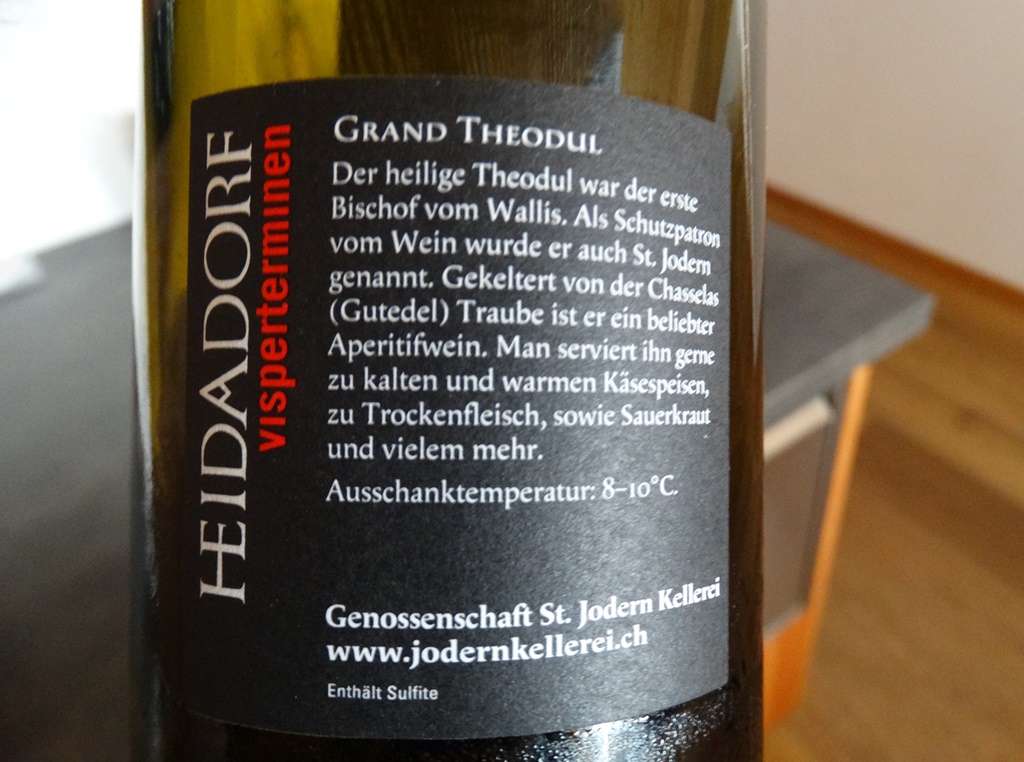 HEIDADORF
visperterminen
GRAND THEODUL
Der heilige Theodul war der erste
Bischof vom Wallis. Als Schutzpatron
vom Wein wurde er auch St. Jodern
genannt. Gekeltert von der Chasselas
(Gutedel) Traube ist er ein beliebter
Aperitifwein. Man serviert ihn gerne
zu kalten und warmen Käsespeisen,
zu Trockenfleisch, sowie Sauerkraut
und vielem mehr.
Ausschanktemperatur: 8–10°C.
Genossenschaft St. Jodern Kellerei
www.jodernkellerei.ch
Enthält Sulfite